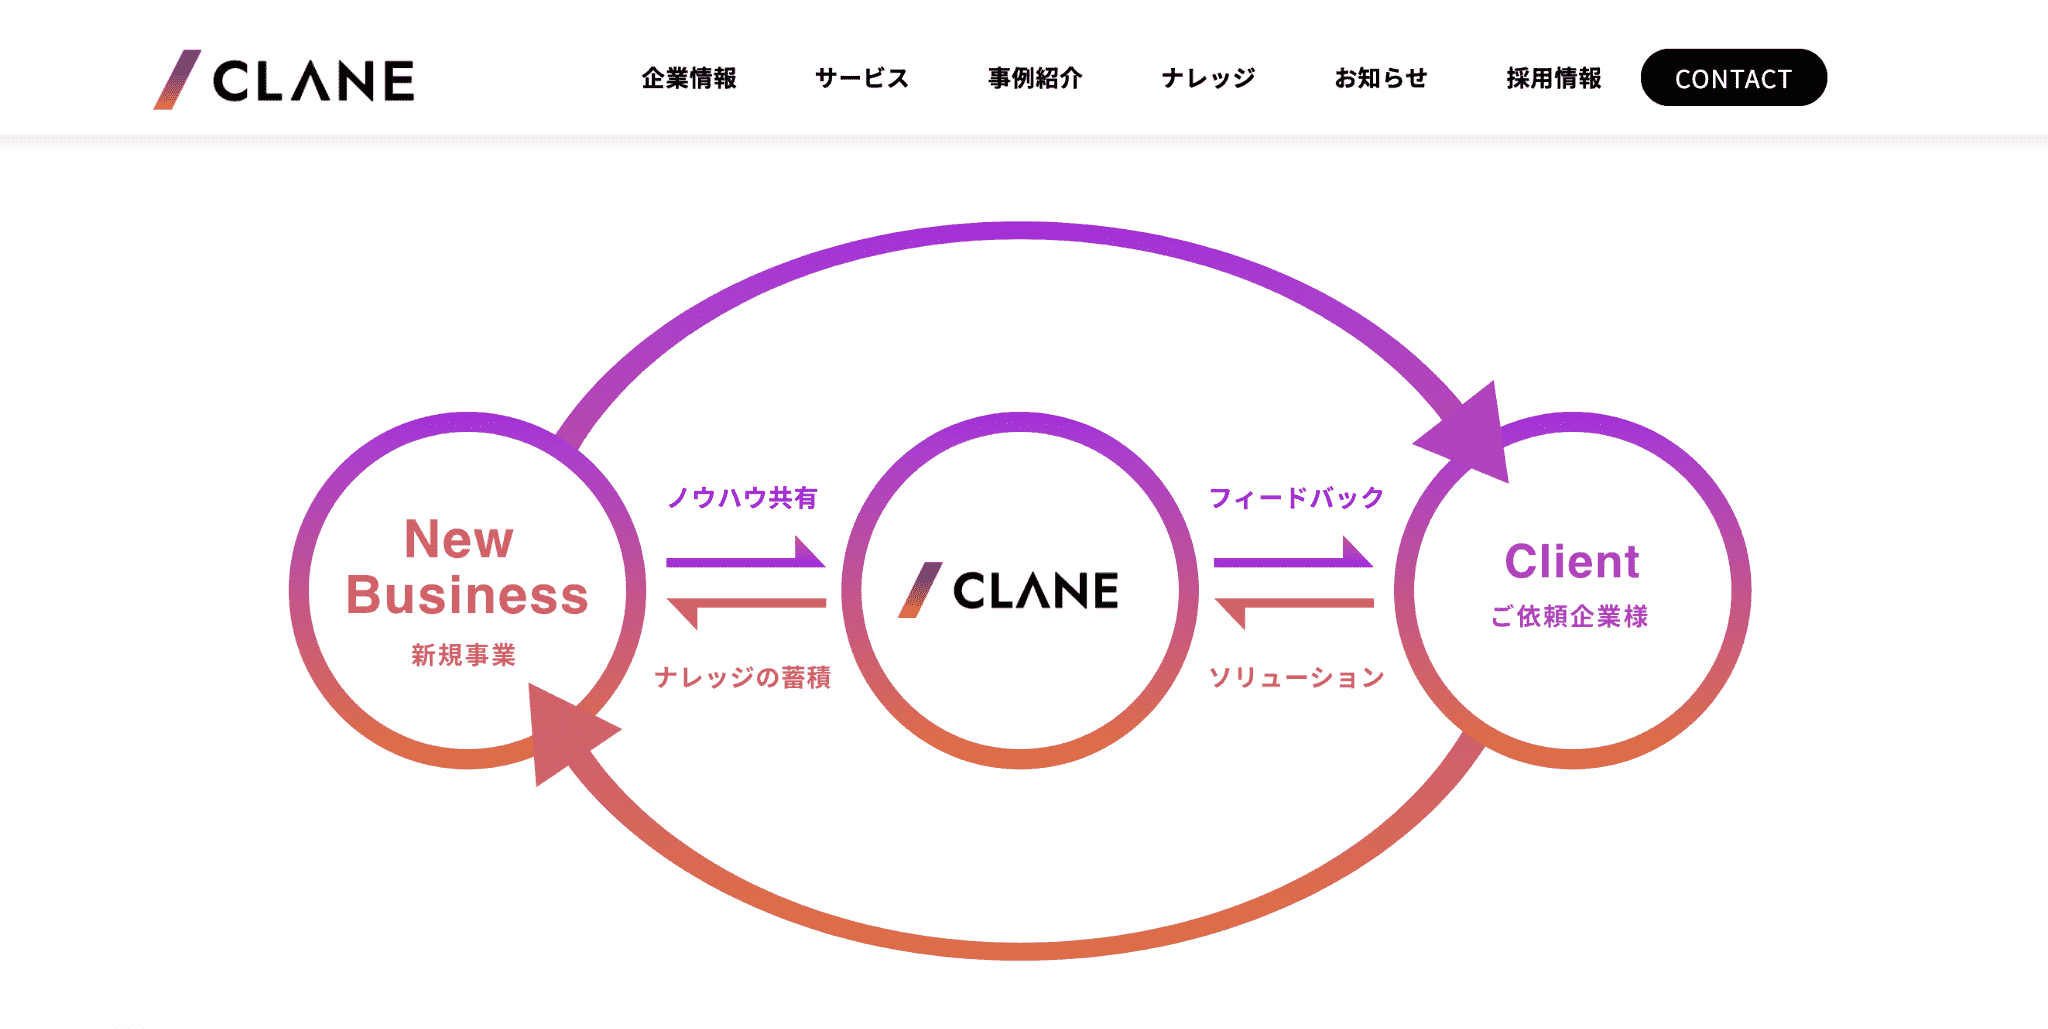 CLANE
企業情報
サービス
事例紹介
ナレッジ
お知らせ
採用情報
CONTACT
New
Business
新規事業
ノウハウ共有
ナレッジの蓄積
CLANE
フィードバック
ソリューション
Client
ご依頼企業様